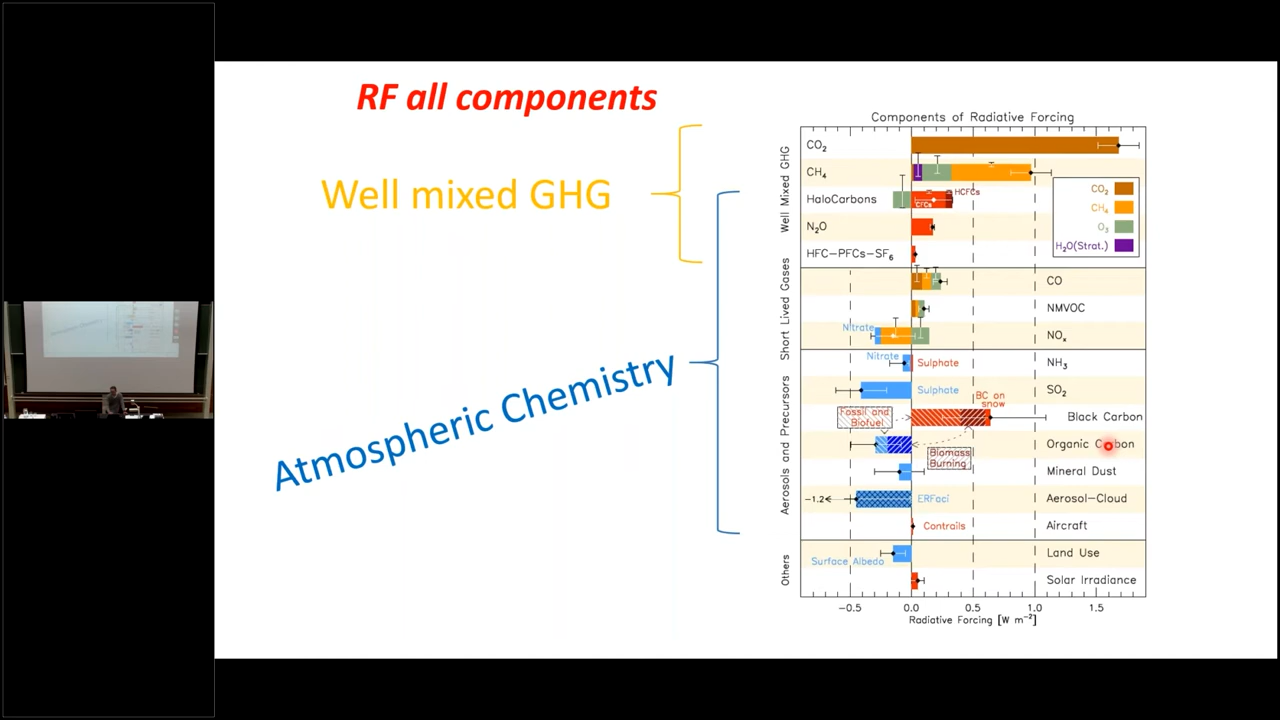 RF all components
Well mixed GHG
Atmospheric Chemistry
Components of Radiative Forcing
Well Mixed GHG
Short Lived Gases
Aerosols and Precursors
Others
CO₂
CH₄
HaloCarbons
CFCs
HCFCs
N₂O
HFC-PFCs-SF₆
CO₂
CH₄
O₃
H₂O(Strat.)
CO
NMVOC
Nitrate
NOₓ
Nitrate
Sulphate
NH₃
Sulphate
SO₂
BC on
snow
Fossil and
Biofuel
Black Carbon
Organic Carbon
Biomass
Burning
Mineral Dust
-1.2
ERFaci
Aerosol-Cloud
Contrails
Aircraft
Surface Albedo
Land Use
Solar Irradiance
-0.5 0.0 0.5 1.0 1.5
Radiative Forcing [W m⁻²]